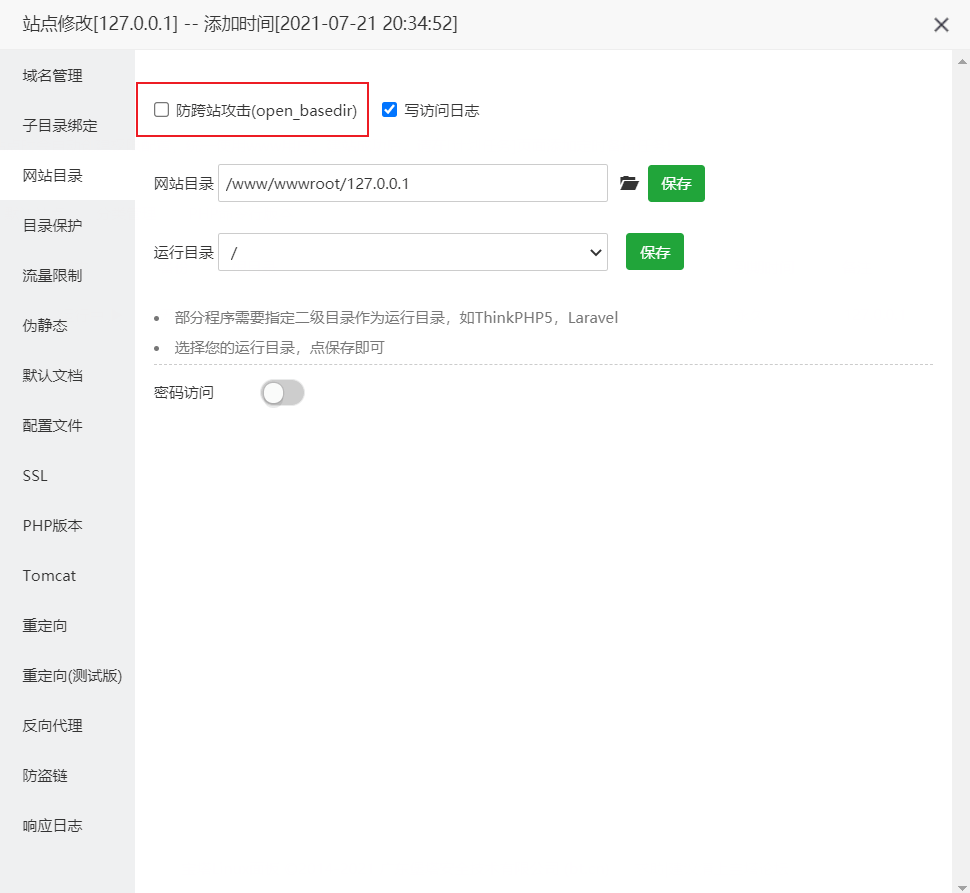 站点修改[127.0.0.1] -- 添加时间[2021-07-21 20:34:52]
域名管理
子目录绑定
网站目录
目录保护
流量限制
伪静态
默认文档
配置文件
SSL
PHP版本
Tomcat
重定向
重定向(测试版)
反向代理
防盗链
响应日志
防跨站攻击(open_basedir) 写访问日志
网站目录 /www/wwwroot/127.0.0.1 保存
运行目录 / 保存
部分程序需要指定二级目录作为运行目录，如ThinkPHP5，Laravel
选择您的运行目录，点保存即可
密码访问